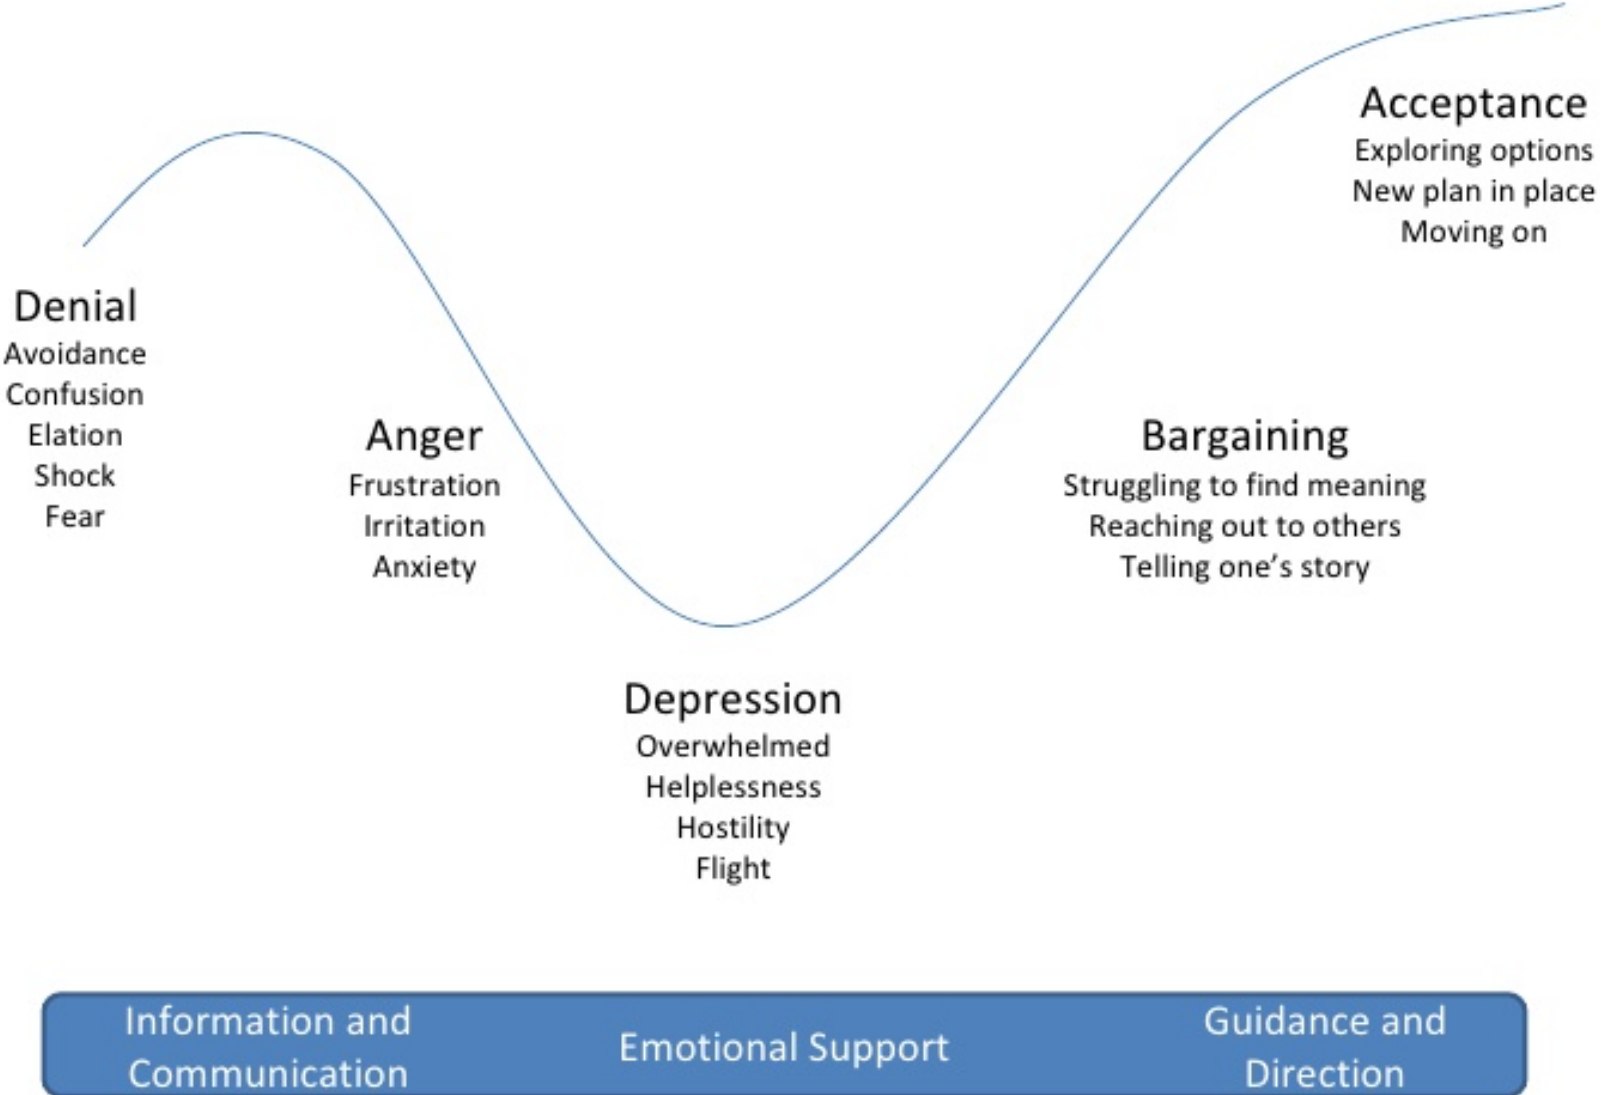 Denial
Avoidance
Confusion
Elation
Shock
Fear
Anger
Frustration
Irritation
Anxiety
Depression
Overwhelmed
Helplessness
Hostility
Flight
Bargaining
Struggling to find meaning
Reaching out to others
Telling one’s story
Acceptance
Exploring options
New plan in place
Moving on
Information and
Communication
Emotional Support
Guidance and
Direction